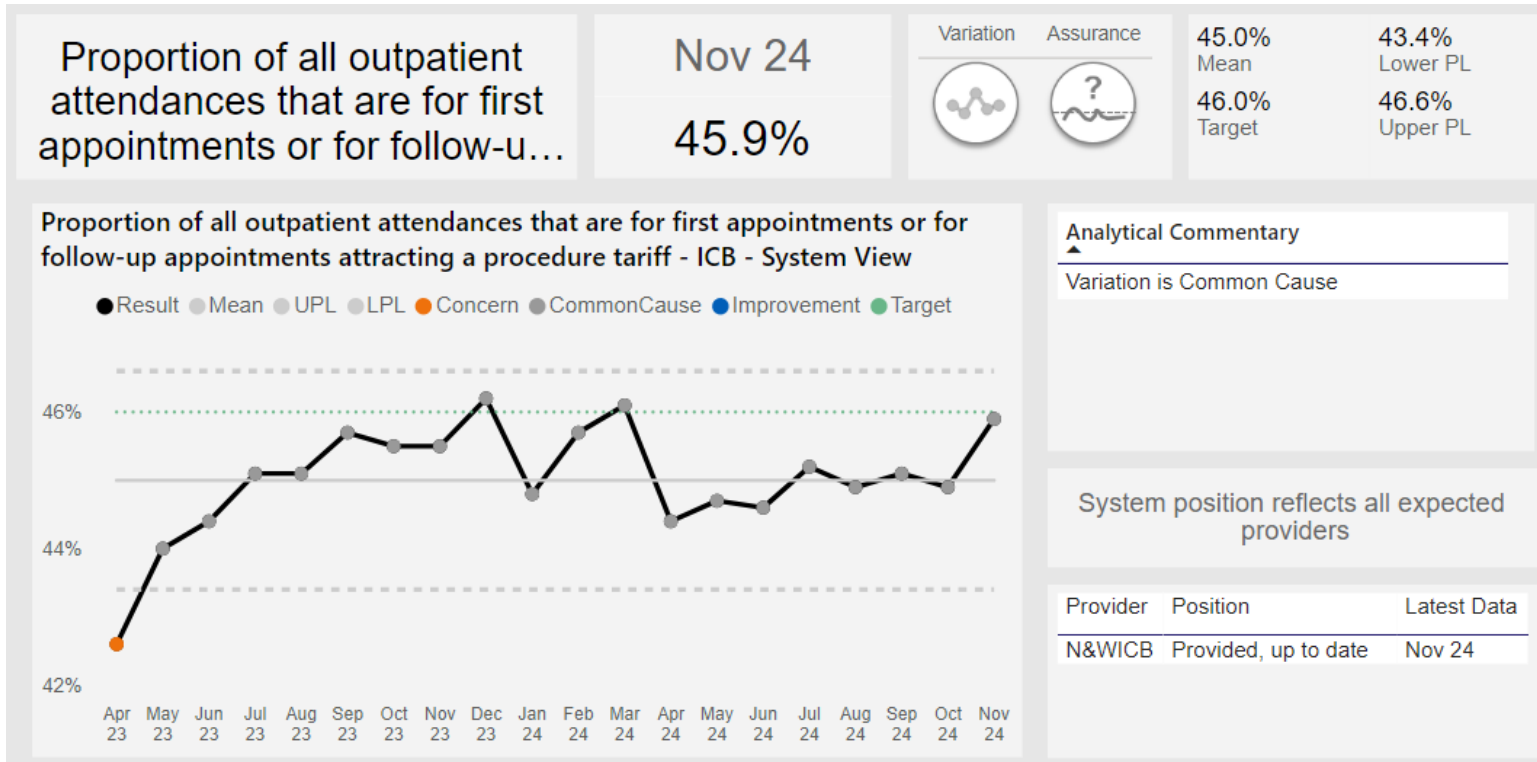 Proportion of all outpatient
attendances that are for first
appointments or for follow-u...
Nov 24
45.9%
Variation Assurance
?
45.0%
Mean
43.4%
Lower PL
46.0%
Target
46.6%
Upper PL
Proportion of all outpatient attendances that are for first appointments or for
follow-up appointments attracting a procedure tariff - ICB - System View
Result Mean UPL LPL Concern CommonCause Improvement Target
46%
44%
42%
Apr May Jun Jul Aug Sep Oct Nov Dec Jan Feb Mar Apr May Jun Jul Aug Sep Oct Nov
23 23 23 23 23 23 23 23 23 24 24 24 24 24 24 24 24 24 24 24
Analytical Commentary
Variation is Common Cause
System position reflects all expected
providers
Provider Position Latest Data
N&WICB Provided, up to date Nov 24